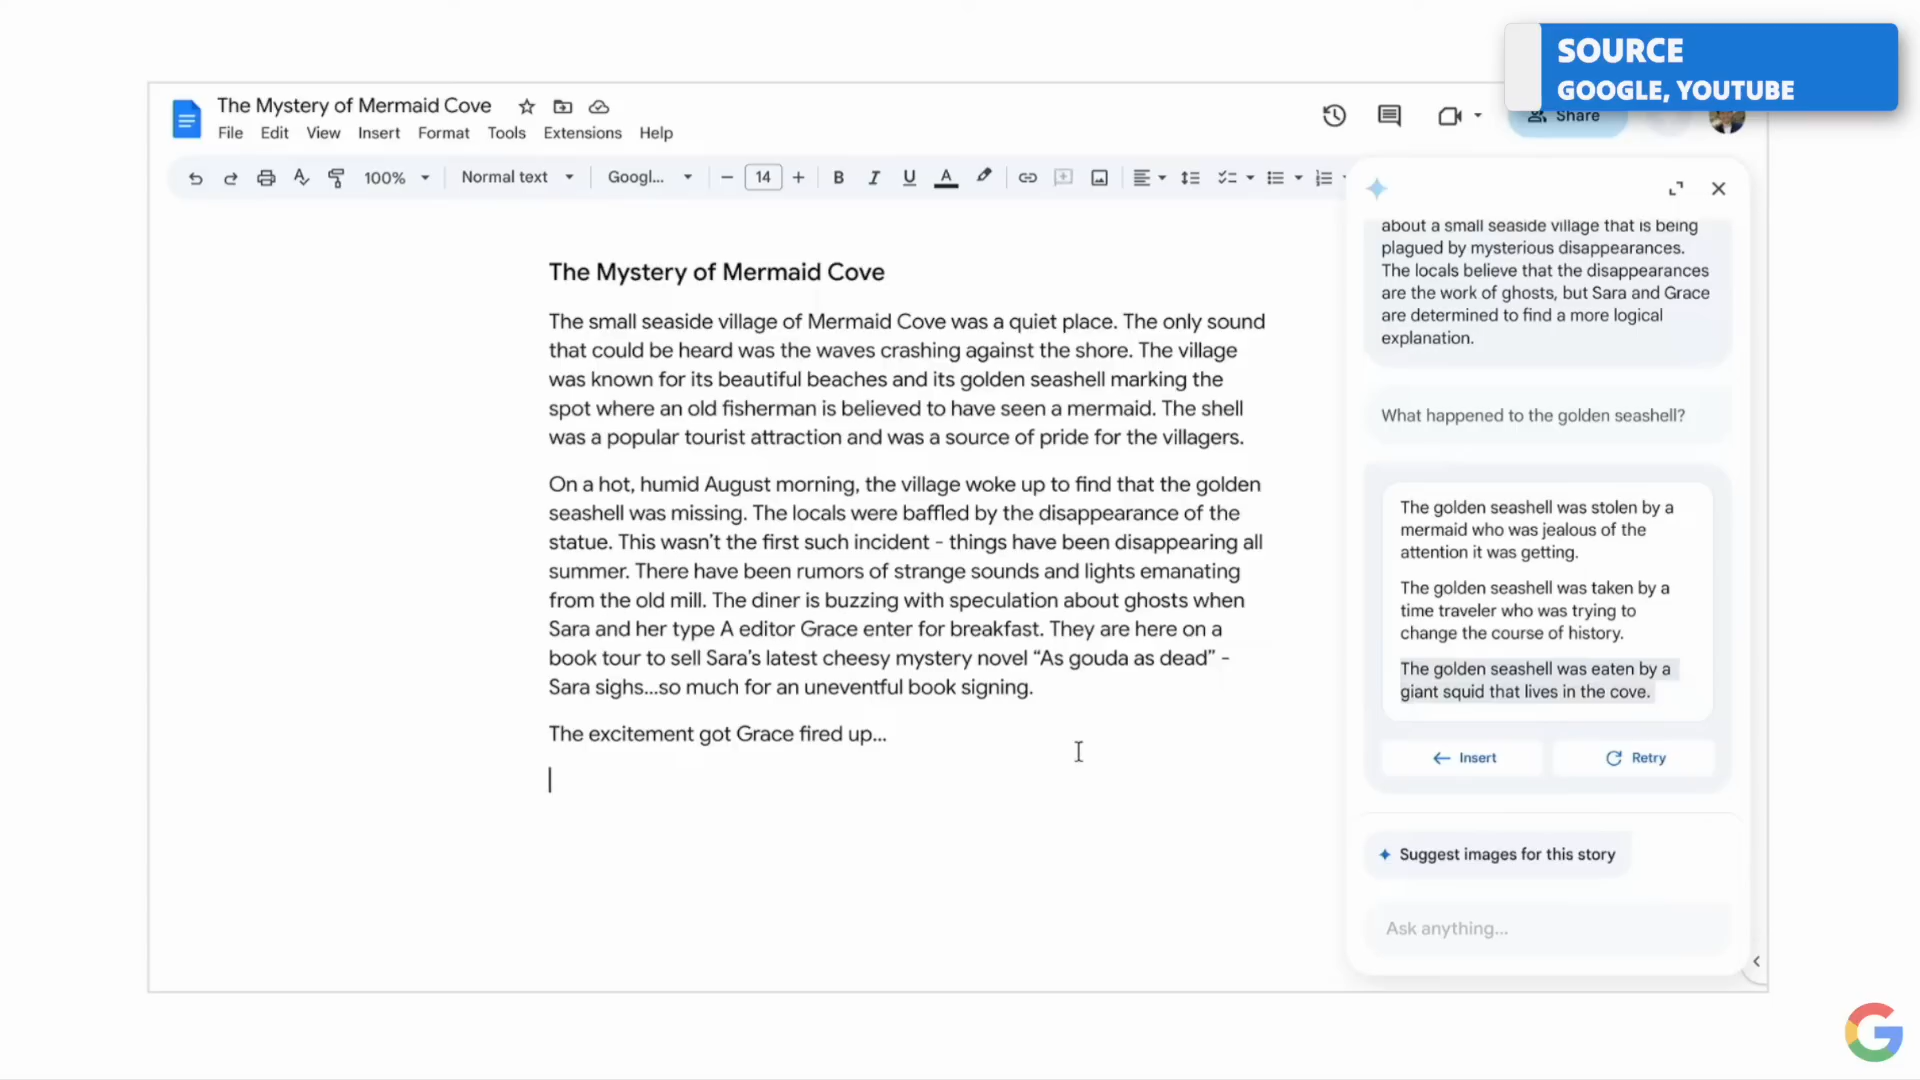 SOURCE
GOOGLE, YOUTUBE
The Mystery of Mermaid Cove
File Edit View Insert Format Tools Extensions Help
Share
100% Normal text Googl... 14 B I U A
The Mystery of Mermaid Cove
The small seaside village of Mermaid Cove was a quiet place. The only sound
that could be heard was the waves crashing against the shore. The village
was known for its beautiful beaches and its golden seashell marking the
spot where an old fisherman is believed to have seen a mermaid. The shell
was a popular tourist attraction and was a source of pride for the villagers.
On a hot, humid August morning, the village woke up to find that the golden
seashell was missing. The locals were baffled by the disappearance of the
statue. This wasn’t the first such incident - things have been disappearing all
summer. There have been rumors of strange sounds and lights emanating
from the old mill. The diner is buzzing with speculation about ghosts when
Sara and her type A editor Grace enter for breakfast. They are here on a
book tour to sell Sara’s latest cheesy mystery novel “As gouda as dead” -
Sara sighs...so much for an uneventful book signing.
The excitement got Grace fired up...
about a small seaside village that is being
plagued by mysterious disappearances.
The locals believe that the disappearances
are the work of ghosts, but Sara and Grace
are determined to find a more logical
explanation.
What happened to the golden seashell?
The golden seashell was stolen by a
mermaid who was jealous of the
attention it was getting.
The golden seashell was taken by a
time traveler who was trying to
change the course of history.
The golden seashell was eaten by a
giant squid that lives in the cove.
Insert Retry
Suggest images for this story
Ask anything...